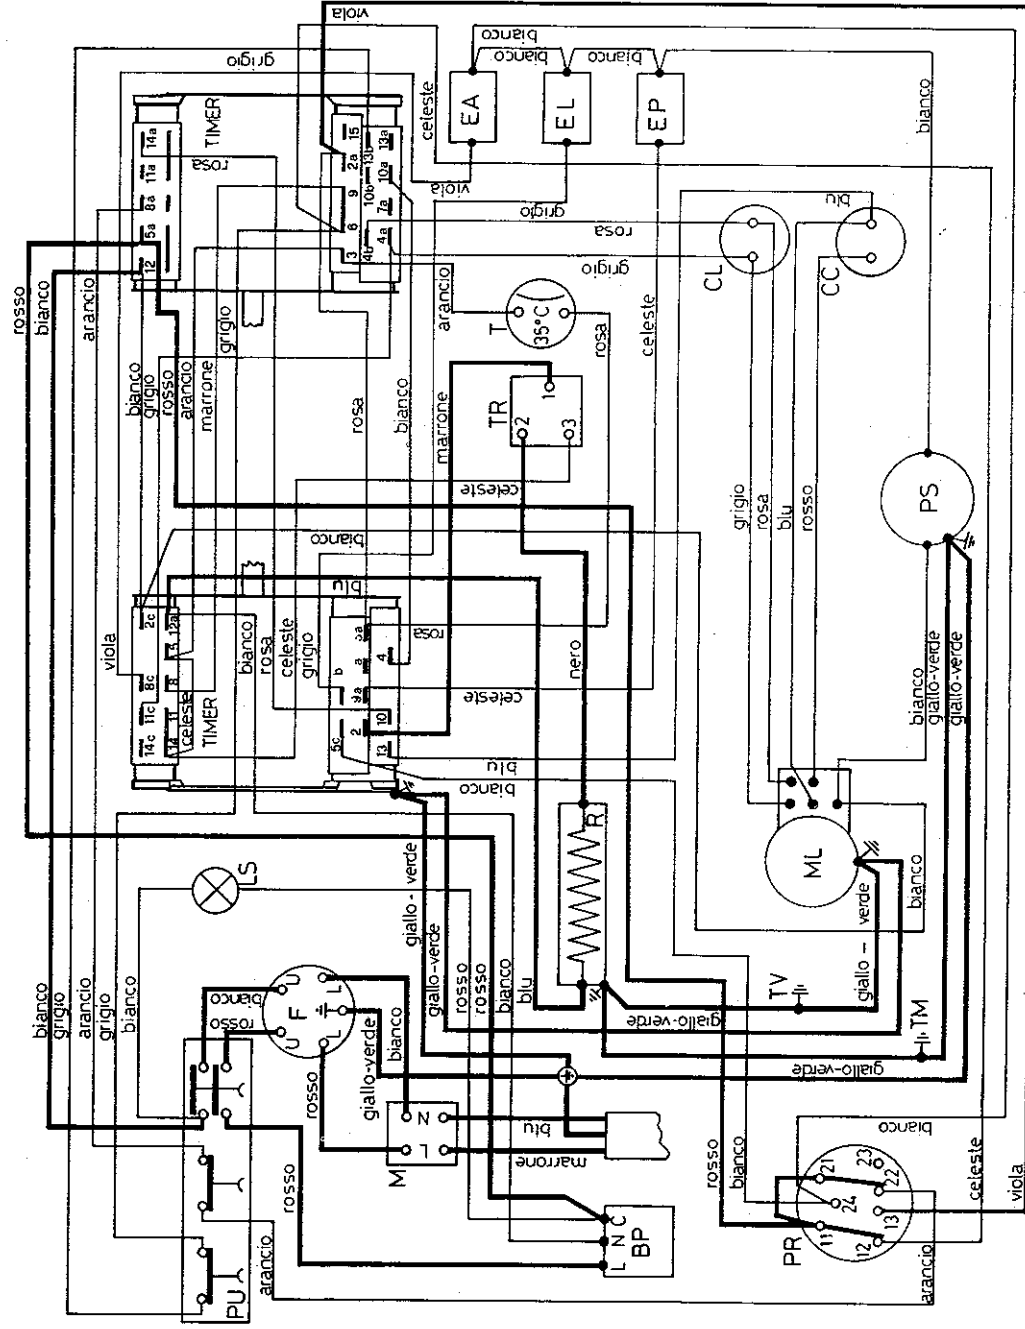 viola
grigio
bianco
bianco
bianco
celeste
EA
EL
EP
bianco
TIMER
14a
11a
8a
5a
12
rosa
15
2a
9
6
3
13b
10b
4b
13a
10a
7a
4a
viola
grigio
rosa
grigio
blu
CL
CC
rosso
bianco
arancio
grigio
arancio
T
35°C
rosa
celeste
bianco
grigio
rosso
arancio
marrone
rosa
bianco
marrone
TR
1
2
3
celeste
bianco
grigio
rosa
blu
rosso
PS
viola
2c
12a
5
8c
8
11c
11
14c
14
celeste
TIMER
bianco
rosa
celeste
grigio
blu
rosa
4
9a
2
5c
10
13
celeste
blu
bianco
nero
bianco
giallo-verde
giallo-verde
R
ML
bianco
giallo - verde
LS
giallo - verde
giallo-verde
rosso
rosso
bianco
blu
giallo-verde
TV
TM
giallo-verde
bianco
grigio
arancio
grigio
bianco
bianco
rosso
U
U
F
L
L
rosso
giallo-verde
bianco
M
N
L
blu
marrone
PU
arancio
rosso
L
N
C
BP
rosso
bianco
bianco
PR
21
23
22
24
11
13
12
celeste
viola
arancio